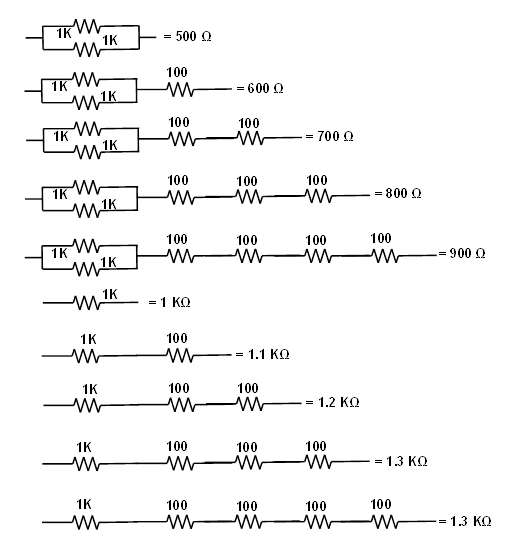 1K 1K = 500 Ω
100
1K 1K = 600 Ω
100 100
1K 1K = 700 Ω
100 100 100
1K 1K = 800 Ω
100 100 100 100
1K 1K = 900 Ω
1K = 1 KΩ
1K 100
= 1.1 KΩ
1K 100 100
= 1.2 KΩ
1K 100 100 100
= 1.3 KΩ
1K 100 100 100 100
= 1.3 KΩ